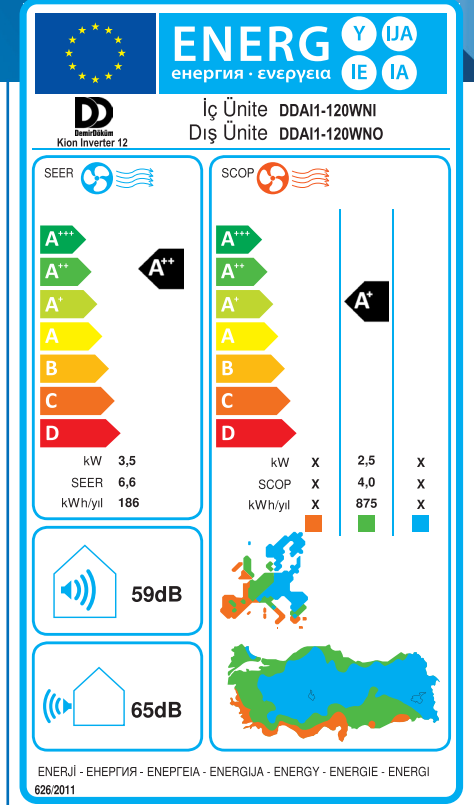 ENERG
Y IJA
IE IA
енергия · ενεργεια
DD
DemirDöküm
Kion Inverter 12
İç Ünite DDAI1-120WNI
Dış Ünite DDAI1-120WNO
SEER
A+++
A++
A+
A
B
C
D
A++
kW 3,5
SEER 6,6
kWh/yıl 186
SCOP
A+++
A++
A+
A
B
C
D
A+
kW X 2,5 X
SCOP X 4,0 X
kWh/yıl X 875 X
59dB
65dB
ENERJİ - ЕНЕРГИЯ - ΕΝΕΡΓΕΙΑ - ENERGIJA - ENERGY - ENERGIE - ENERGI
626/2011